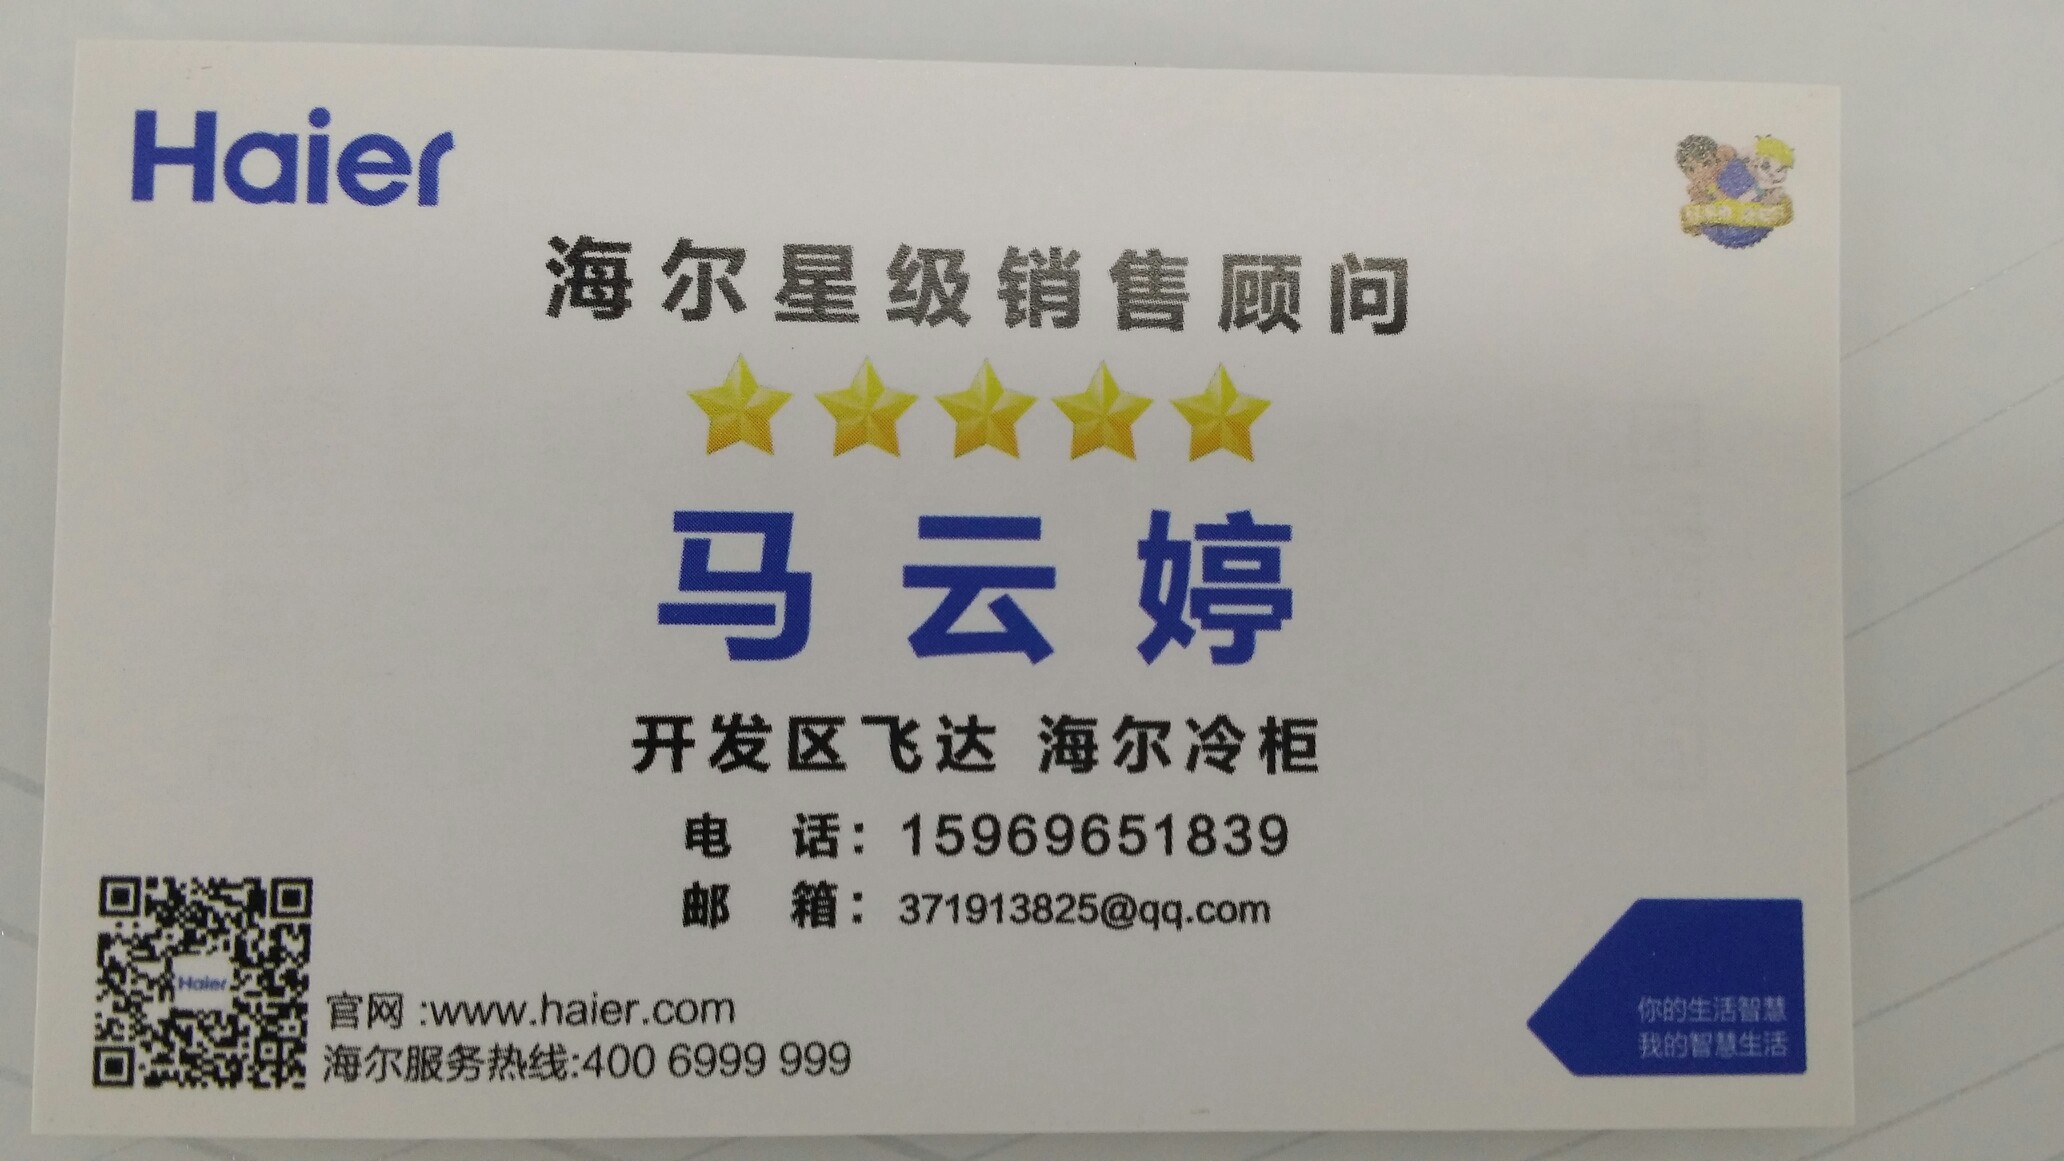 Haier
海尔星级销售顾问
马云婷
开发区飞达 海尔冷柜
电 话：15969651839
邮 箱：371913825@qq.com
Haier
官网 :www.haier.com
海尔服务热线:400 6999 999
你的生活智慧
我的智慧生活